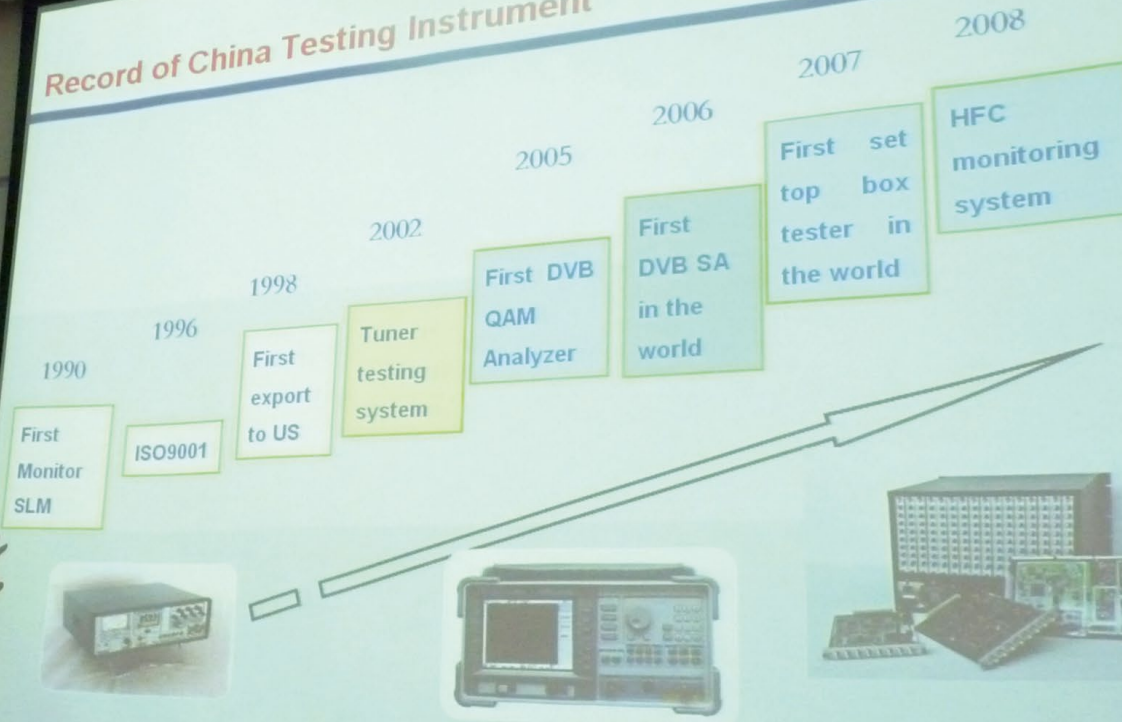 Record of China Testing Instrument
1990
First
Monitor
SLM
1996
ISO9001
1998
First
export
to US
2002
Tuner
testing
system
2005
First DVB
QAM
Analyzer
2006
First
DVB SA
in the
world
2007
First set
top box
tester in
the world
2008
HFC
monitoring
system